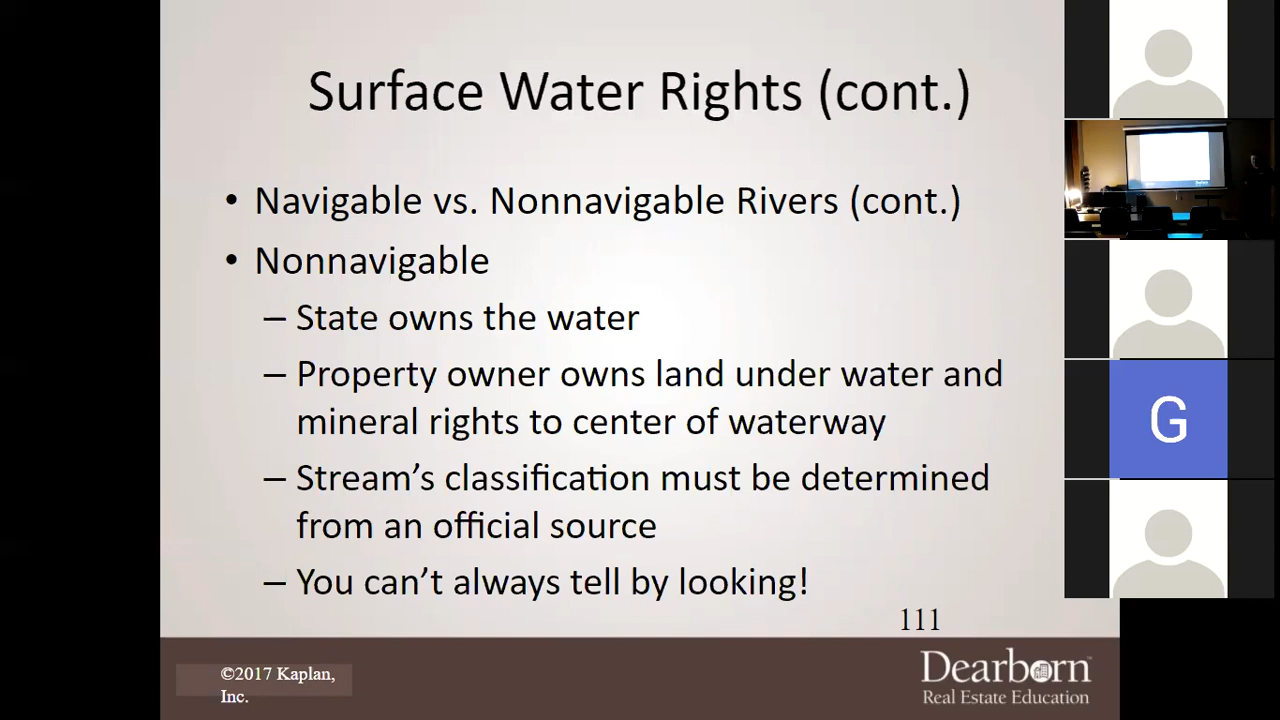 Surface Water Rights (cont.)
• Navigable vs. Nonnavigable Rivers (cont.)
• Nonnavigable
– State owns the water
– Property owner owns land under water and
mineral rights to center of waterway
– Stream’s classification must be determined
from an official source
– You can’t always tell by looking!
111
©2017 Kaplan,
Inc.
Dearborn™
Real Estate Education
G